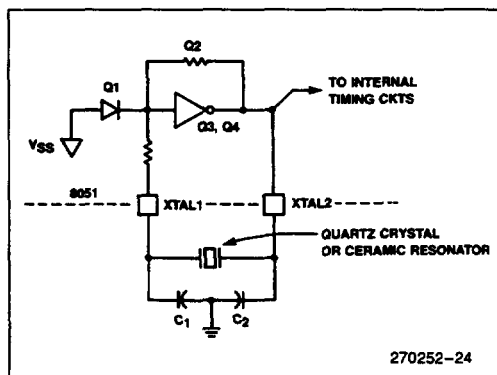 Q2
Q1
TO INTERNAL
TIMING CKTS
Q3, Q4
VSS
8051
XTAL1
XTAL2
QUARTZ CRYSTAL
OR CERAMIC RESONATOR
C1
C2
270252-24